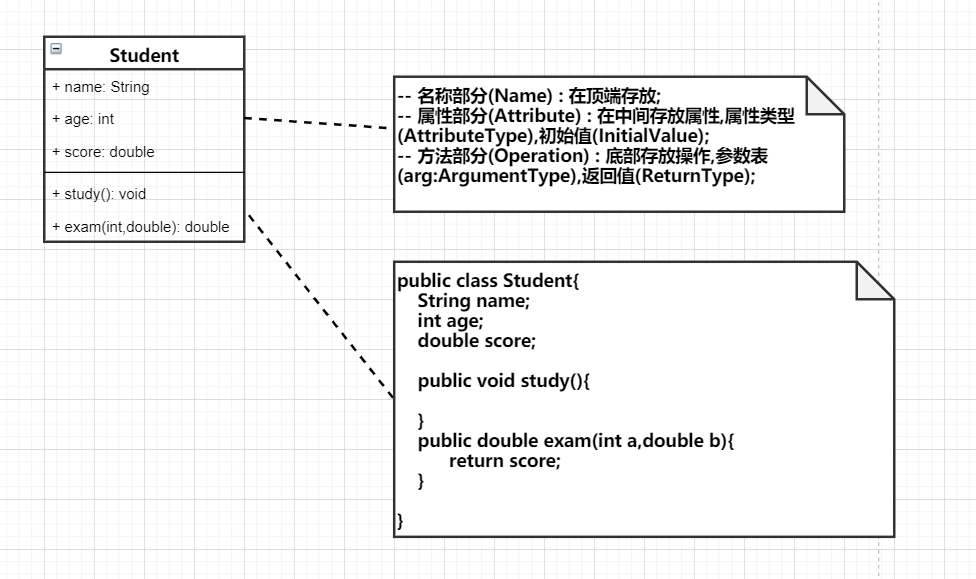 Student
+ name: String
+ age: int
+ score: double
+ study(): void
+ exam(int,double): double
-- 名称部分(Name)：在顶端存放;
-- 属性部分(Attribute)：在中间存放属性,属性类型
(AttributeType),初始值(InitialValue);
-- 方法部分(Operation)：底部存放操作,参数表
(arg:ArgumentType),返回值(ReturnType);
public class Student{
String name;
int age;
double score;
public void study(){
}
public double exam(int a,double b){
return score;
}
}